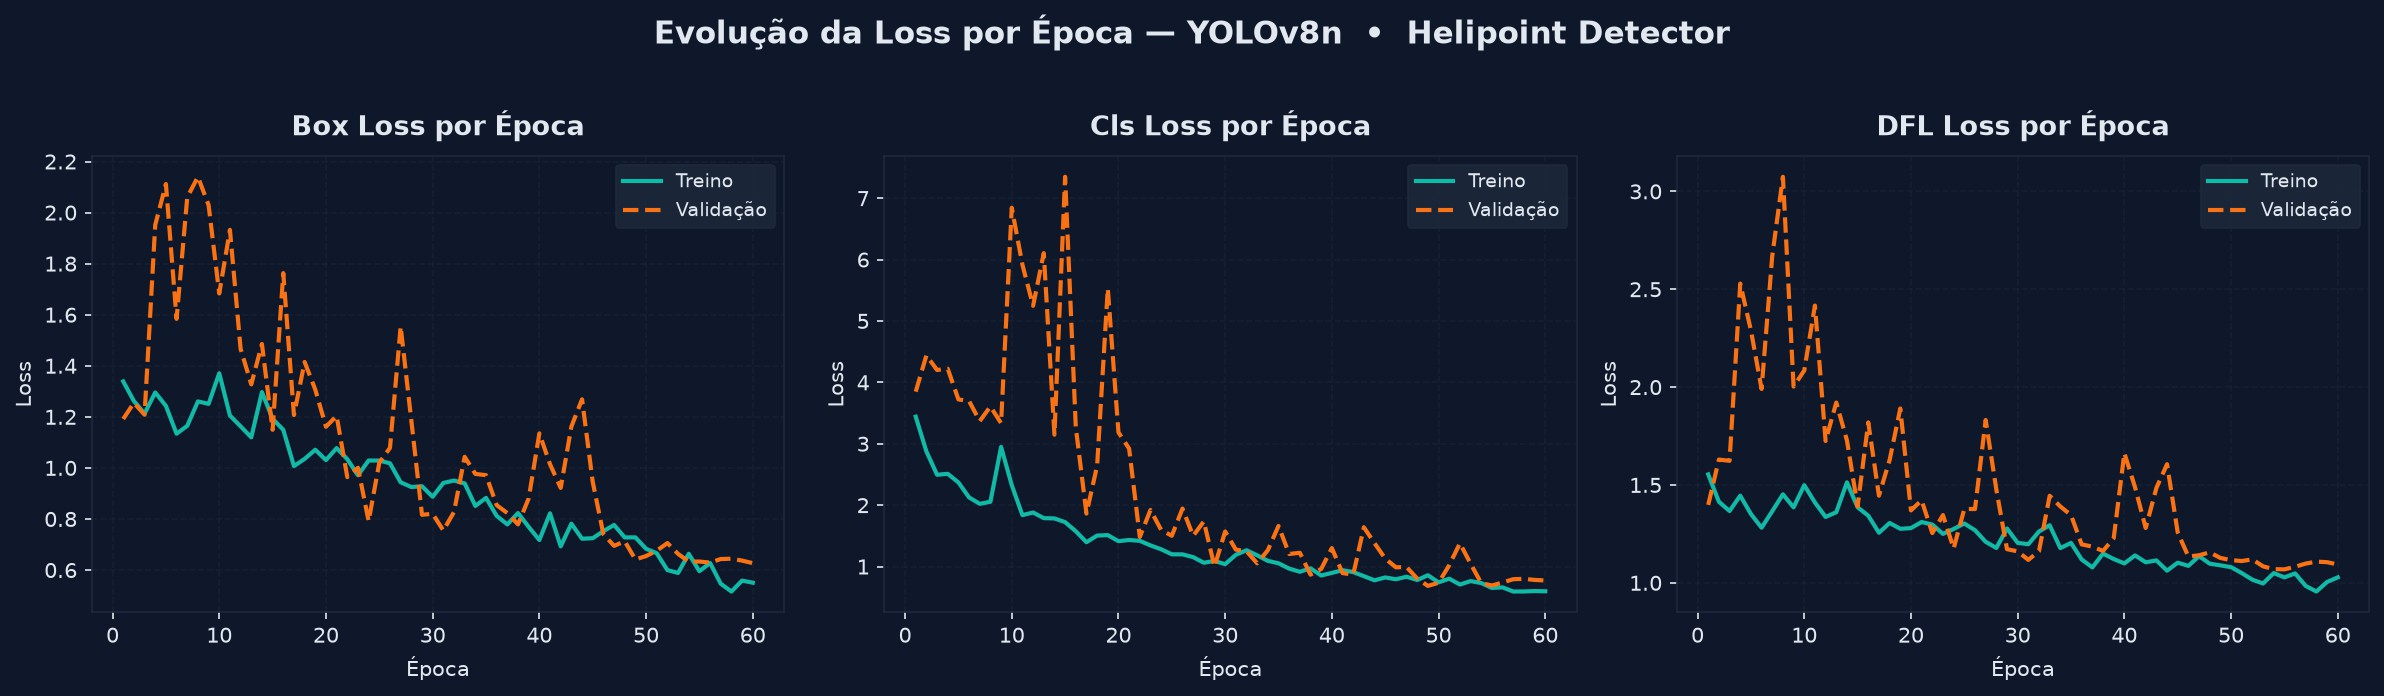 Evolução da Loss por Época — YOLOv8n • Helipoint Detector
Box Loss por Época
Treino
Validação
Loss
2.2
2.0
1.8
1.6
1.4
1.2
1.0
0.8
0.6
0 10 20 30 40 50 60
Época
Cls Loss por Época
Treino
Validação
Loss
7
6
5
4
3
2
1
0 10 20 30 40 50 60
Época
DFL Loss por Época
Treino
Validação
Loss
3.0
2.5
2.0
1.5
1.0
0 10 20 30 40 50 60
Época